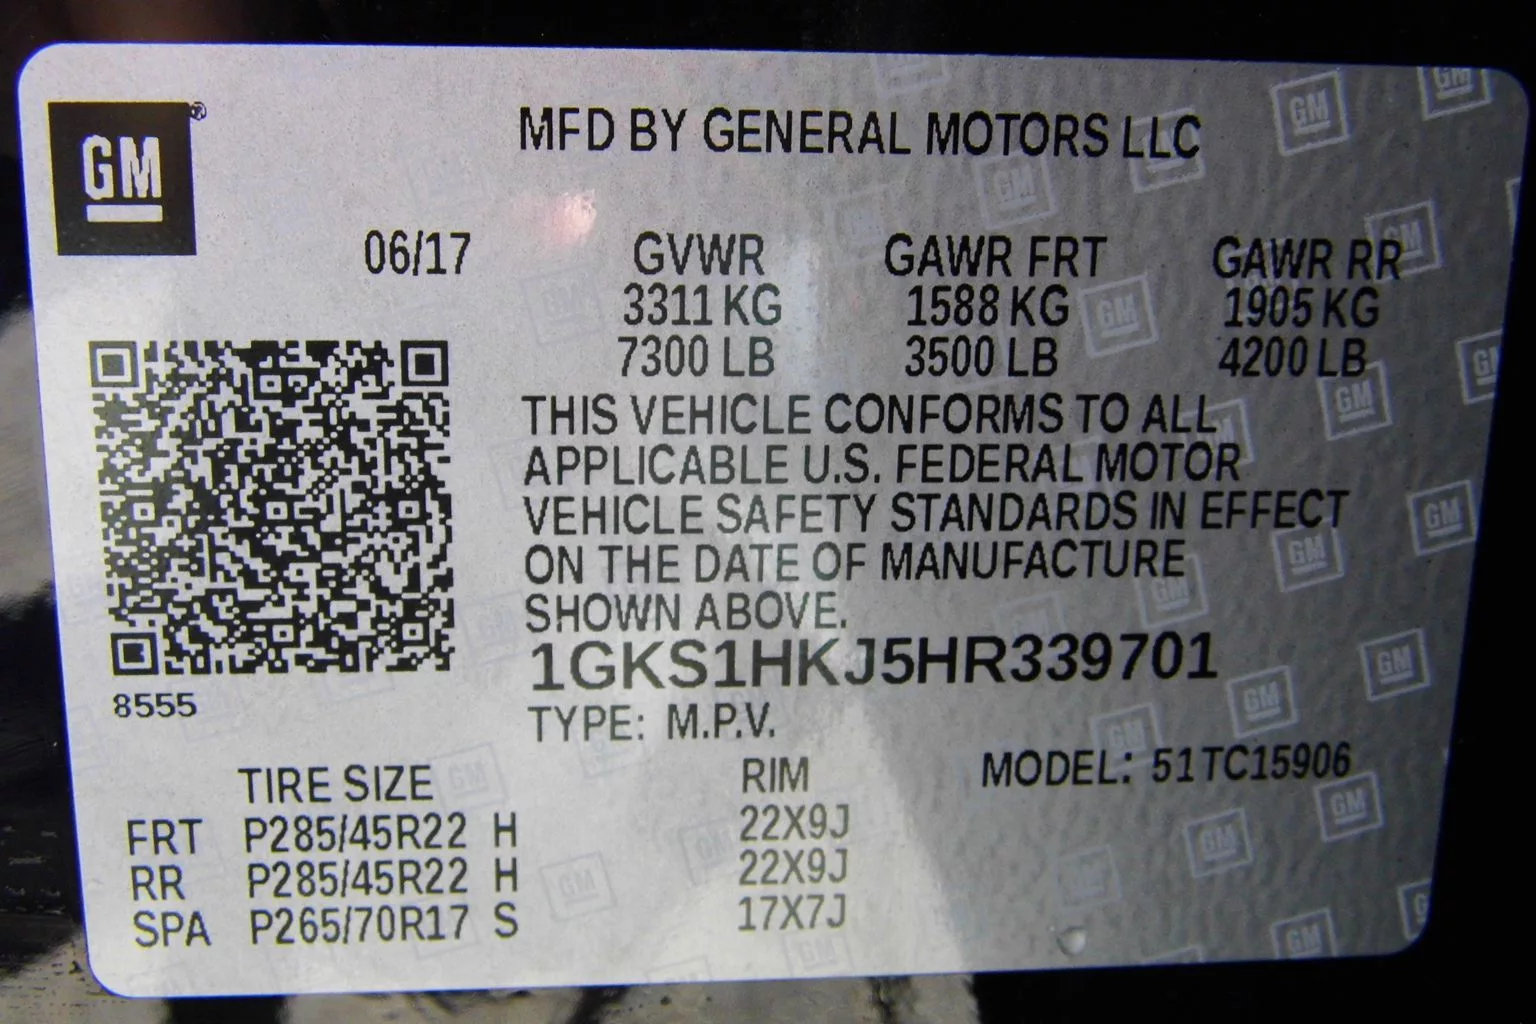 GM®
MFD BY GENERAL MOTORS LLC
06/17 GVWR GAWR FRT GAWR RR
3311 KG 1588 KG 1905 KG
7300 LB 3500 LB 4200 LB
THIS VEHICLE CONFORMS TO ALL
APPLICABLE U.S. FEDERAL MOTOR
VEHICLE SAFETY STANDARDS IN EFFECT
ON THE DATE OF MANUFACTURE
SHOWN ABOVE.
1GKS1HKJ5HR339701
8555
TYPE: M.P.V.
TIRE SIZE RIM MODEL: 51TC15906
FRT P285/45R22 H 22X9J
RR P285/45R22 H 22X9J
SPA P265/70R17 S 17X7J